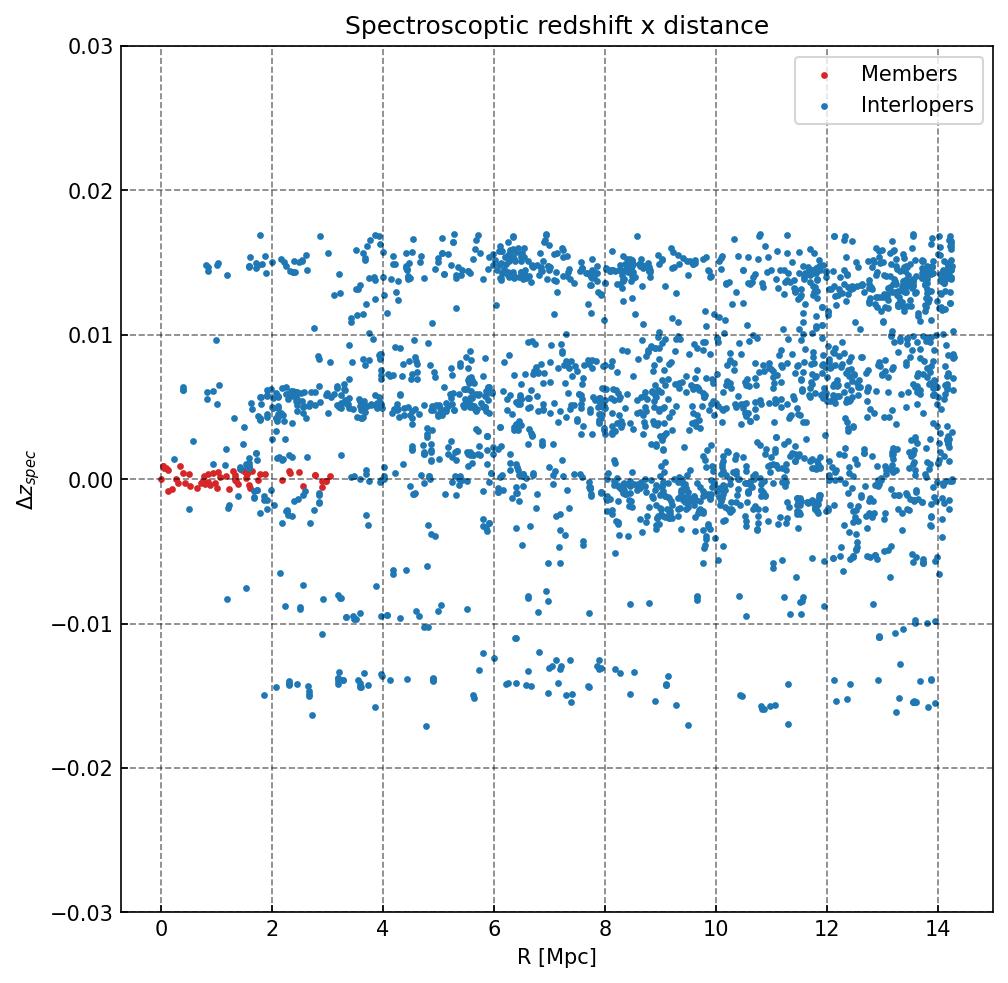 Spectroscoptic redshift x distance
Members
Interlopers
0.03
0.02
0.01
0.00
−0.01
−0.02
−0.03
Δz_spec
0 2 4 6 8 10 12 14
R [Mpc]